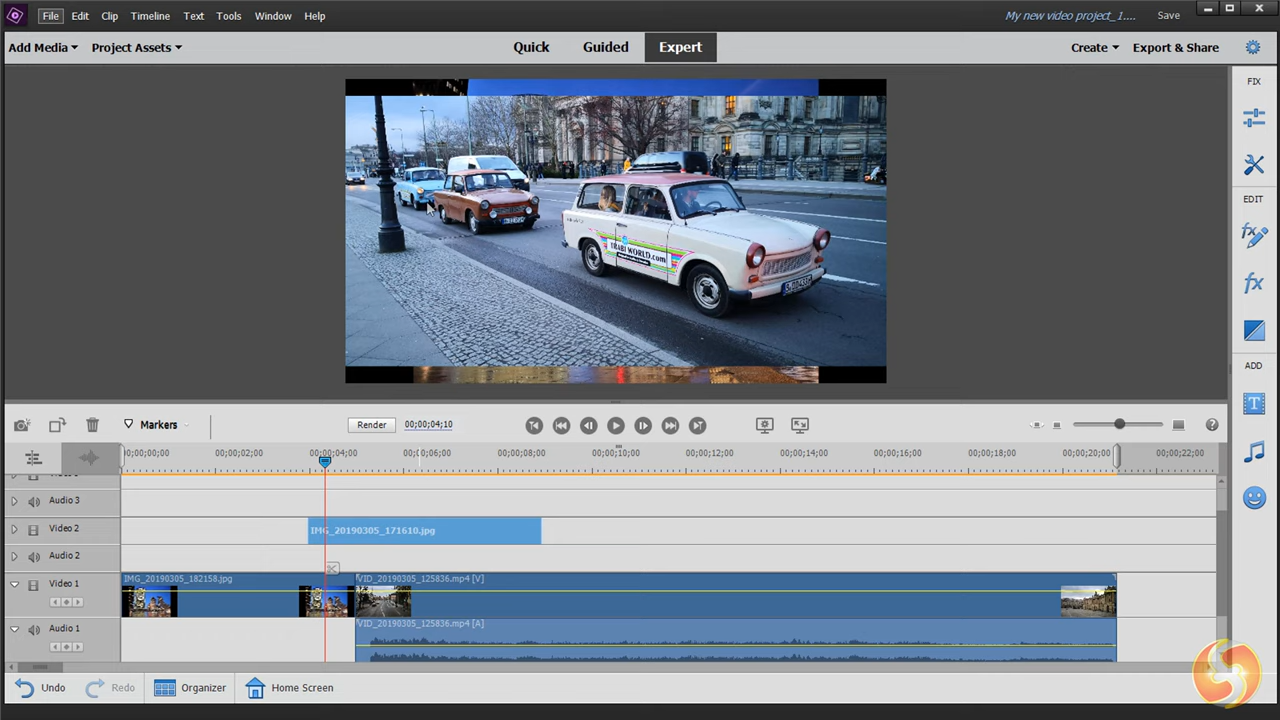 File Edit Clip Timeline Text Tools Window Help My new video project_1.... Save
Add Media Project Assets Quick Guided Expert Create Export & Share
FIX
EDIT
ADD
TRABI WORLD.com
Markers Render 00;00;04;10
00;00;00;00 00;00;02;00 00;00;04;00 00;00;06;00 00;00;08;00 00;00;10;00 00;00;12;00 00;00;14;00 00;00;16;00 00;00;18;00 00;00;20;00 00;00;22;00
Audio 3
Video 2 IMG_20190305_171610.jpg
Audio 2
Video 1 IMG_20190305_182158.jpg VID_20190305_125836.mp4 [V]
Audio 1 VID_20190305_125836.mp4 [A]
Undo Redo Organizer Home Screen